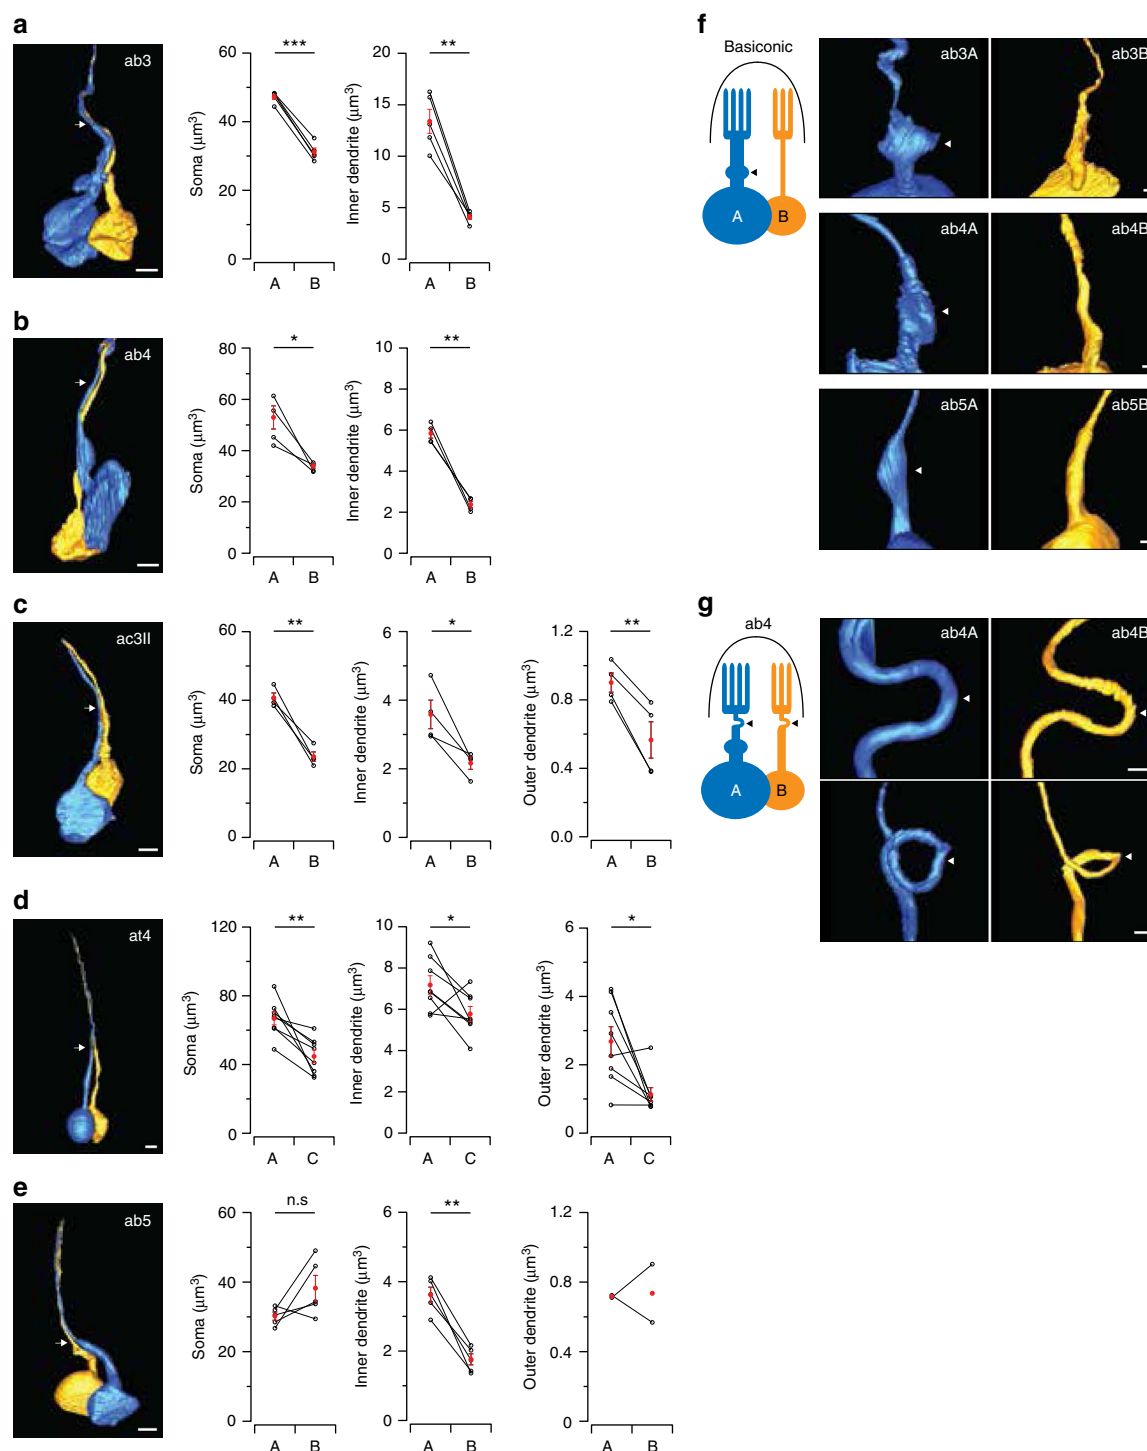 a
ab3
Soma (μm3)
60
40
20
0
***
A B
Inner dendrite (μm3)
20
15
10
5
0
**
A B
b
ab4
Soma (μm3)
80
60
40
20
0
*
A B
Inner dendrite (μm3)
10
8
6
4
2
0
**
A B
c
ac3II
Soma (μm3)
60
40
20
0
**
A B
Inner dendrite (μm3)
6
4
2
0
*
A B
Outer dendrite (μm3)
1.2
0.8
0.4
0.0
**
A B
d
at4
Soma (μm3)
120
80
40
0
**
A C
Inner dendrite (μm3)
10
8
6
4
2
0
*
A C
Outer dendrite (μm3)
6
4
2
0
*
A C
e
ab5
Soma (μm3)
60
40
20
0
n.s
A B
Inner dendrite (μm3)
6
4
2
0
**
A B
Outer dendrite (μm3)
1.2
0.8
0.4
0
A B
f
Basiconic
A B
ab3A ab3B
ab4A ab4B
ab5A ab5B
g
ab4
A B
ab4A ab4B